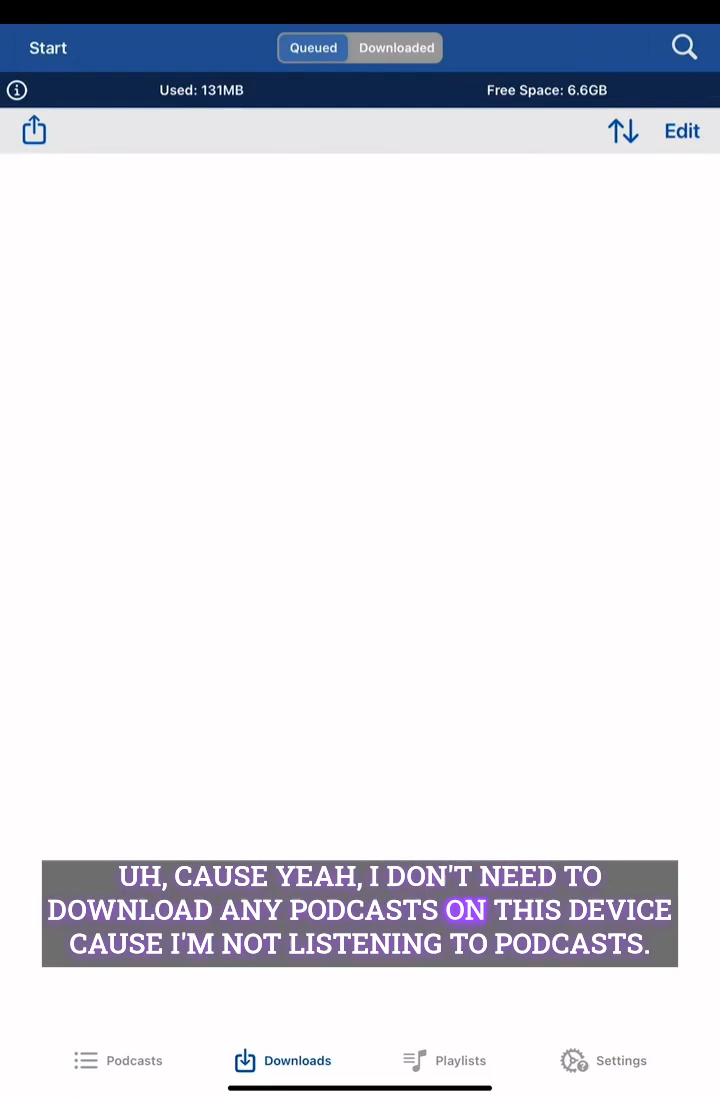 Start
Queued
Downloaded
Used: 131MB
Free Space: 6.6GB
Edit
UH, CAUSE YEAH, I DON'T NEED TO
DOWNLOAD ANY PODCASTS ON THIS DEVICE
CAUSE I'M NOT LISTENING TO PODCASTS.
Podcasts
Downloads
Playlists
Settings